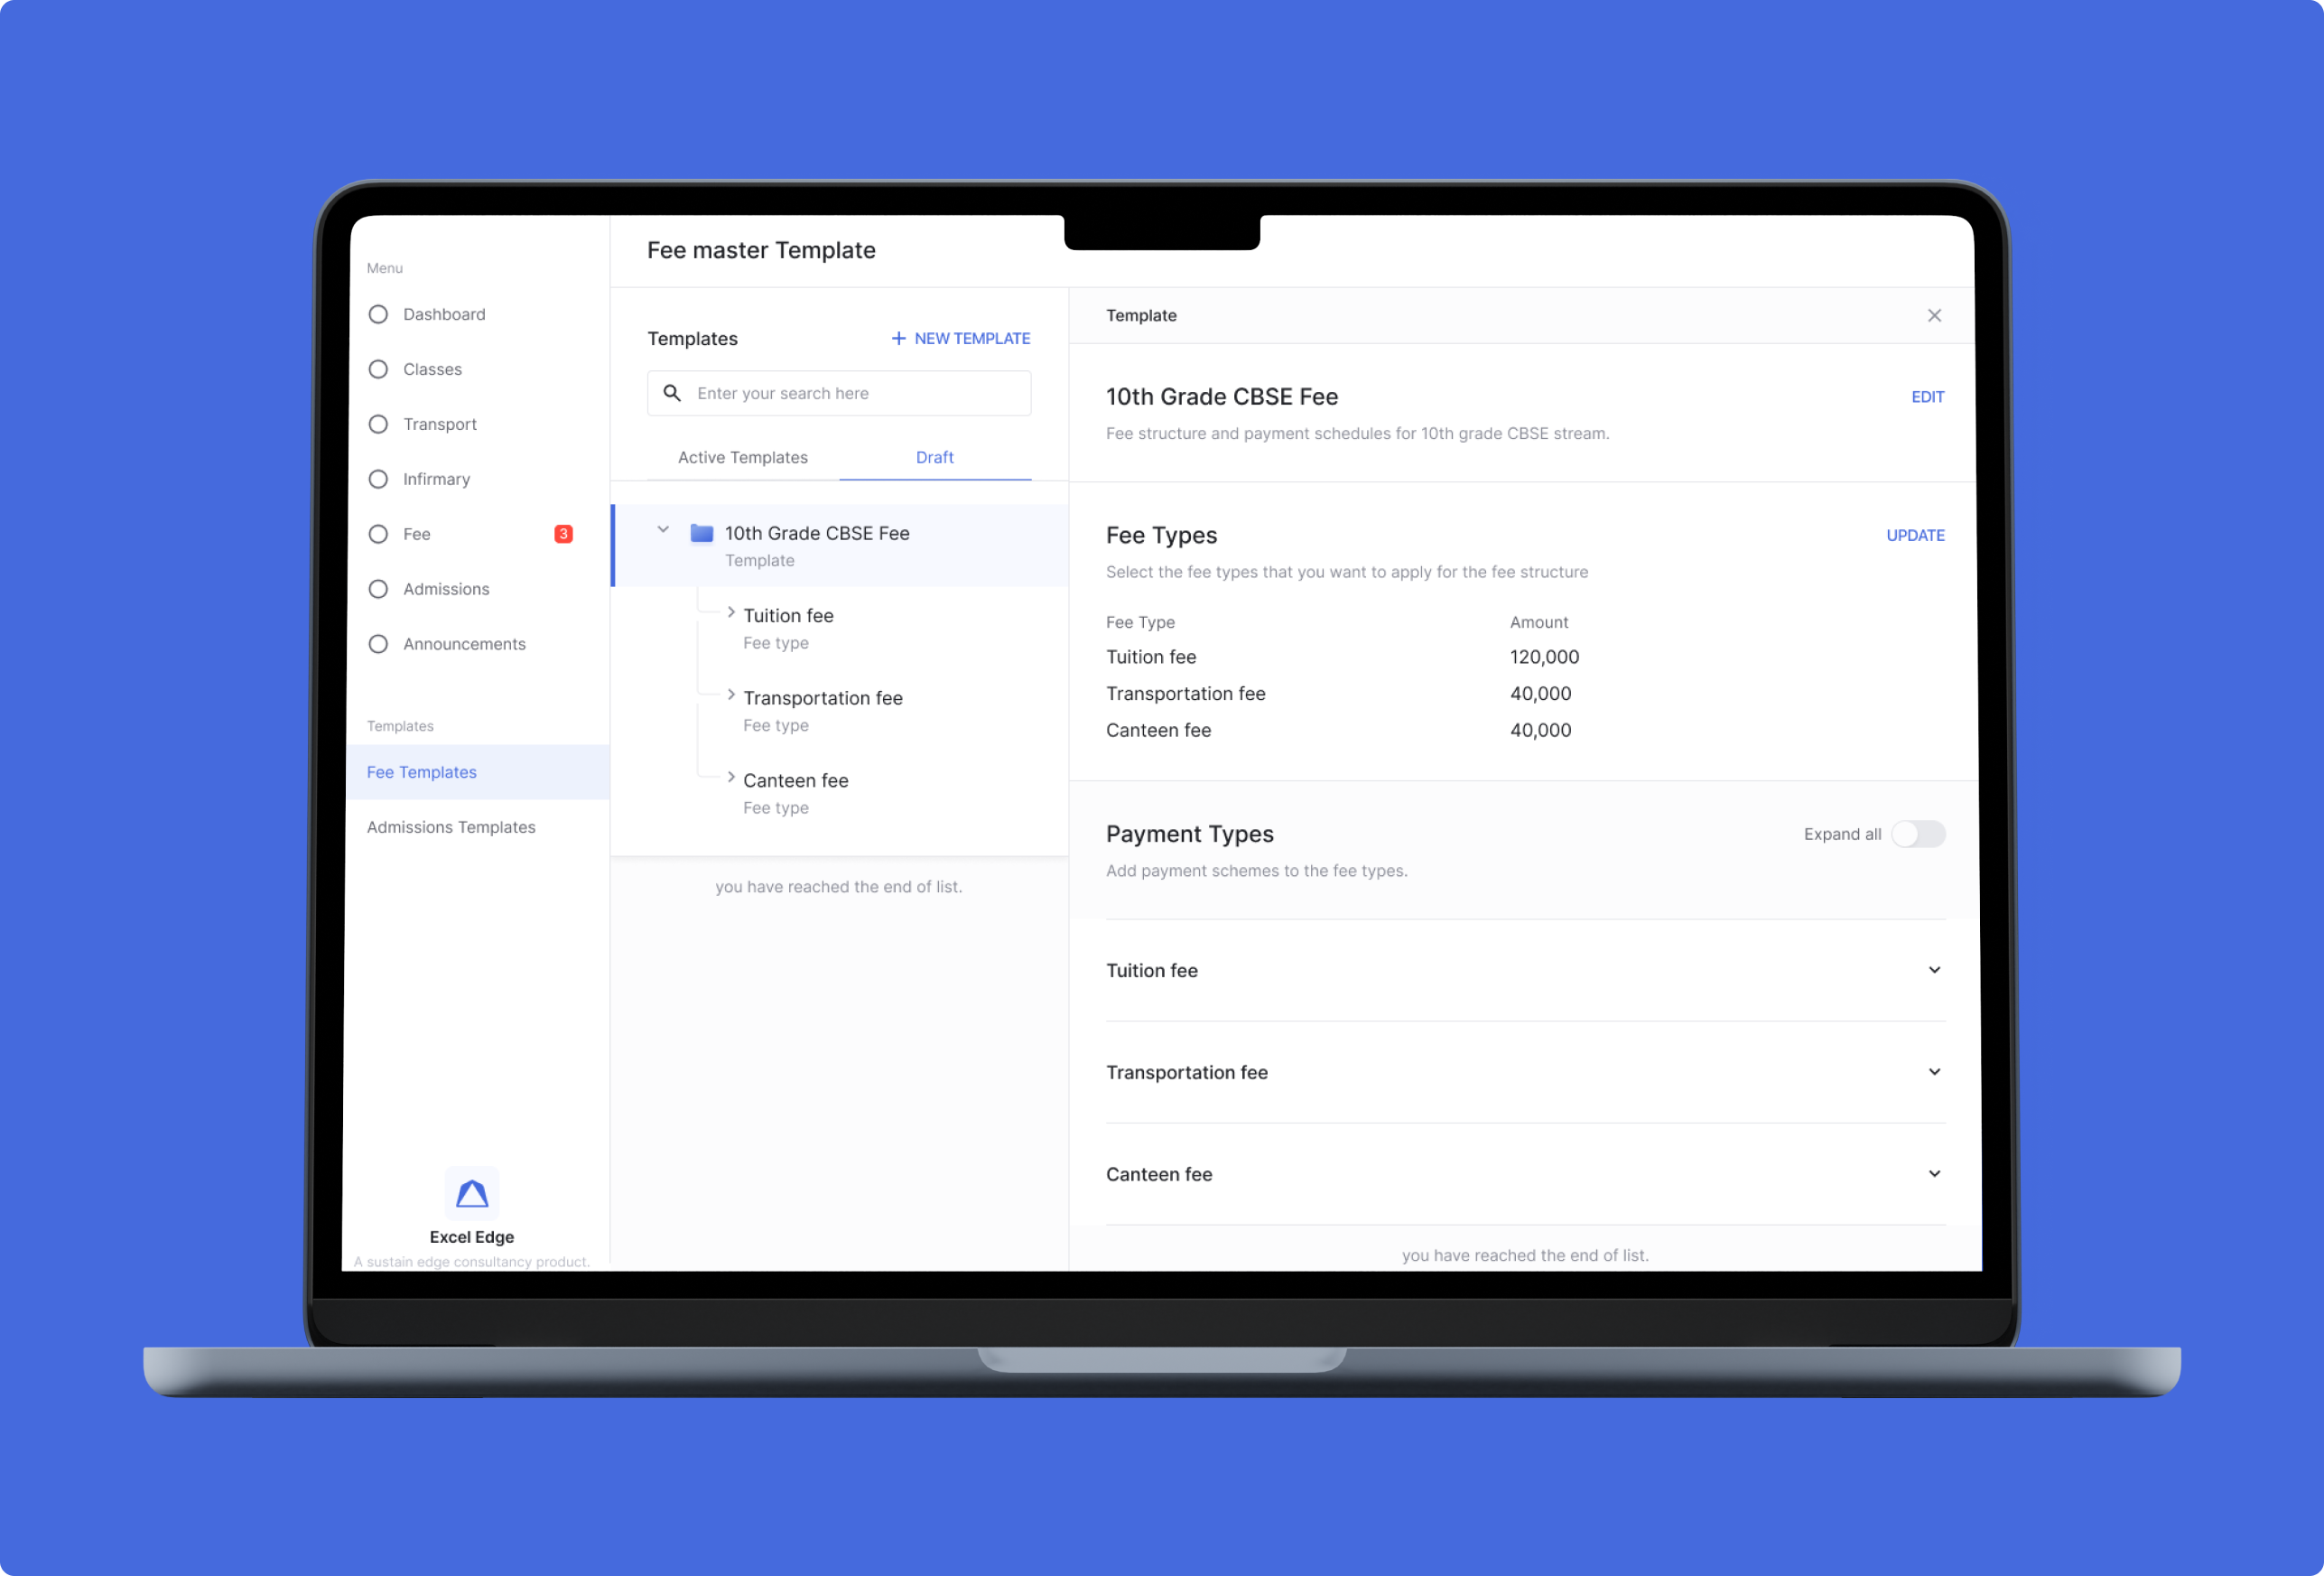 Menu
Dashboard
Classes
Transport
Infirmary
Fee 3
Admissions
Announcements
Templates
Fee Templates
Admissions Templates
Excel Edge
A sustain edge consultancy product.
Fee master Template
Templates
+ NEW TEMPLATE
Enter your search here
Active Templates
Draft
10th Grade CBSE Fee
Template
Tuition fee
Fee type
Transportation fee
Fee type
Canteen fee
Fee type
you have reached the end of list.
Template
10th Grade CBSE Fee
EDIT
Fee structure and payment schedules for 10th grade CBSE stream.
Fee Types
UPDATE
Select the fee types that you want to apply for the fee structure
Fee Type Amount
Tuition fee 120,000
Transportation fee 40,000
Canteen fee 40,000
Payment Types
Expand all
Add payment schemes to the fee types.
Tuition fee
Transportation fee
Canteen fee
you have reached the end of list.